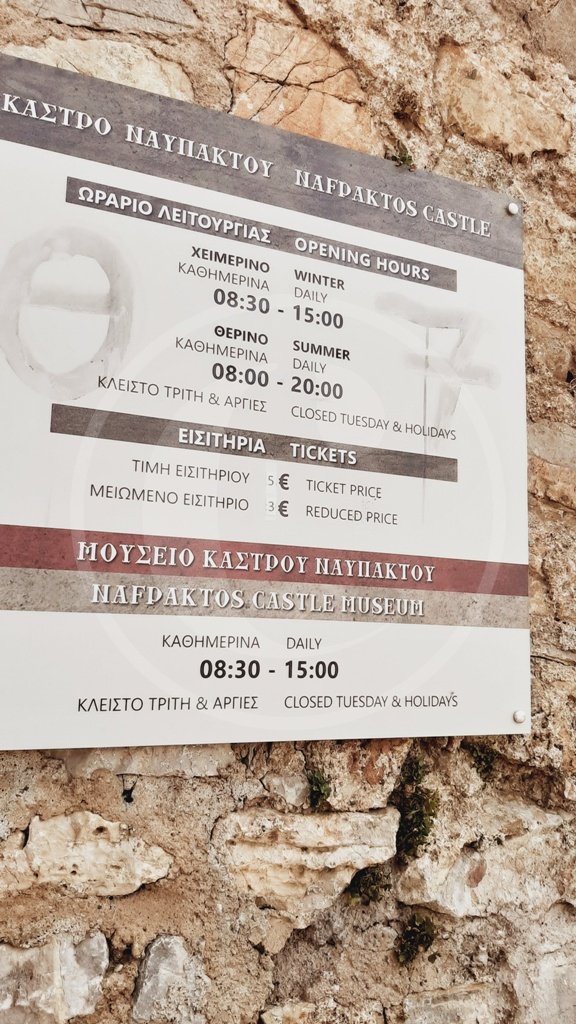 ΚΑΣΤΡΟ ΝΑΥΠΑΚΤΟΥ NAFPAKTOS CASTLE
ΩΡΑΡΙΟ ΛΕΙΤΟΥΡΓΙΑΣ OPENING HOURS
ΧΕΙΜΕΡΙΝΟ WINTER
ΚΑΘΗΜΕΡΙΝΑ DAILY
08:30 - 15:00
ΘΕΡΙΝΟ SUMMER
ΚΑΘΗΜΕΡΙΝΑ DAILY
08:00 - 20:00
ΚΛΕΙΣΤΟ ΤΡΙΤΗ & ΑΡΓΙΕΣ CLOSED TUESDAY & HOLIDAYS
ΕΙΣΙΤΗΡΙΑ TICKETS
ΤΙΜΗ ΕΙΣΙΤΗΡΙΟΥ 5 € TICKET PRICE
ΜΕΙΩΜΕΝΟ ΕΙΣΙΤΗΡΙΟ 3 € REDUCED PRICE
ΜΟΥΣΕΙΟ ΚΑΣΤΡΟΥ ΝΑΥΠΑΚΤΟΥ
NAFPAKTOS CASTLE MUSEUM
ΚΑΘΗΜΕΡΙΝΑ DAILY
08:30 - 15:00
ΚΛΕΙΣΤΟ ΤΡΙΤΗ & ΑΡΓΙΕΣ CLOSED TUESDAY & HOLIDAYS